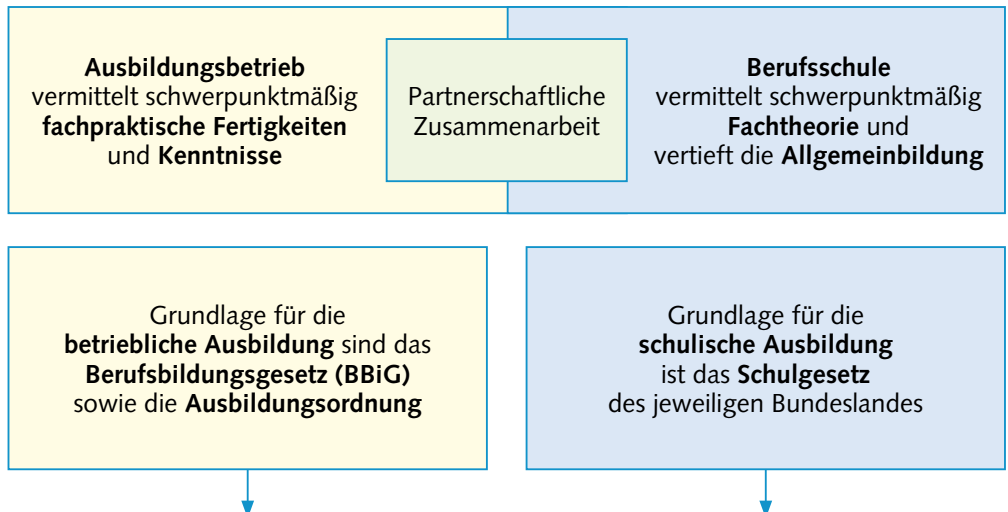 Ausbildungsbetrieb
vermittelt schwerpunktmäßig
fachpraktische Fertigkeiten
und Kenntnisse
Partnerschaftliche
Zusammenarbeit
Berufsschule
vermittelt schwerpunktmäßig
Fachtheorie und
vertieft die Allgemeinbildung
Grundlage für die
betriebliche Ausbildung sind das
Berufsbildungsgesetz (BBiG)
sowie die Ausbildungsordnung
Grundlage für die
schulische Ausbildung
ist das Schulgesetz
des jeweiligen Bundeslandes